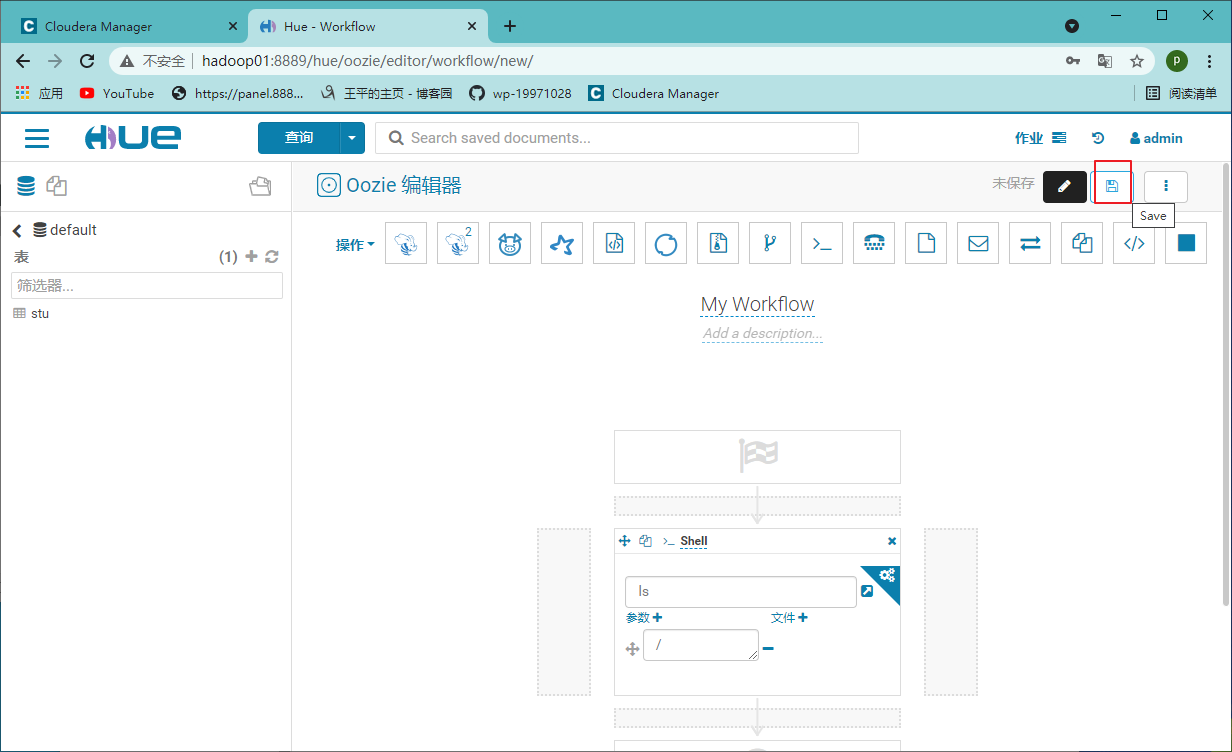 Cloudera Manager
Hue - Workflow
不安全 hadoop01:8889/hue/oozie/editor/workflow/new/
P
应用 YouTube https://panel.888... 王平的主页 - 博客园 wp-19971028 Cloudera Manager 阅读清单
HUE 查询 Search saved documents... 作业 admin
Oozie 编辑器 未保存
Save
default
操作 2
表 (1)
筛选器...
stu
My Workflow
Add a description...
Shell
ls
参数 文件
/